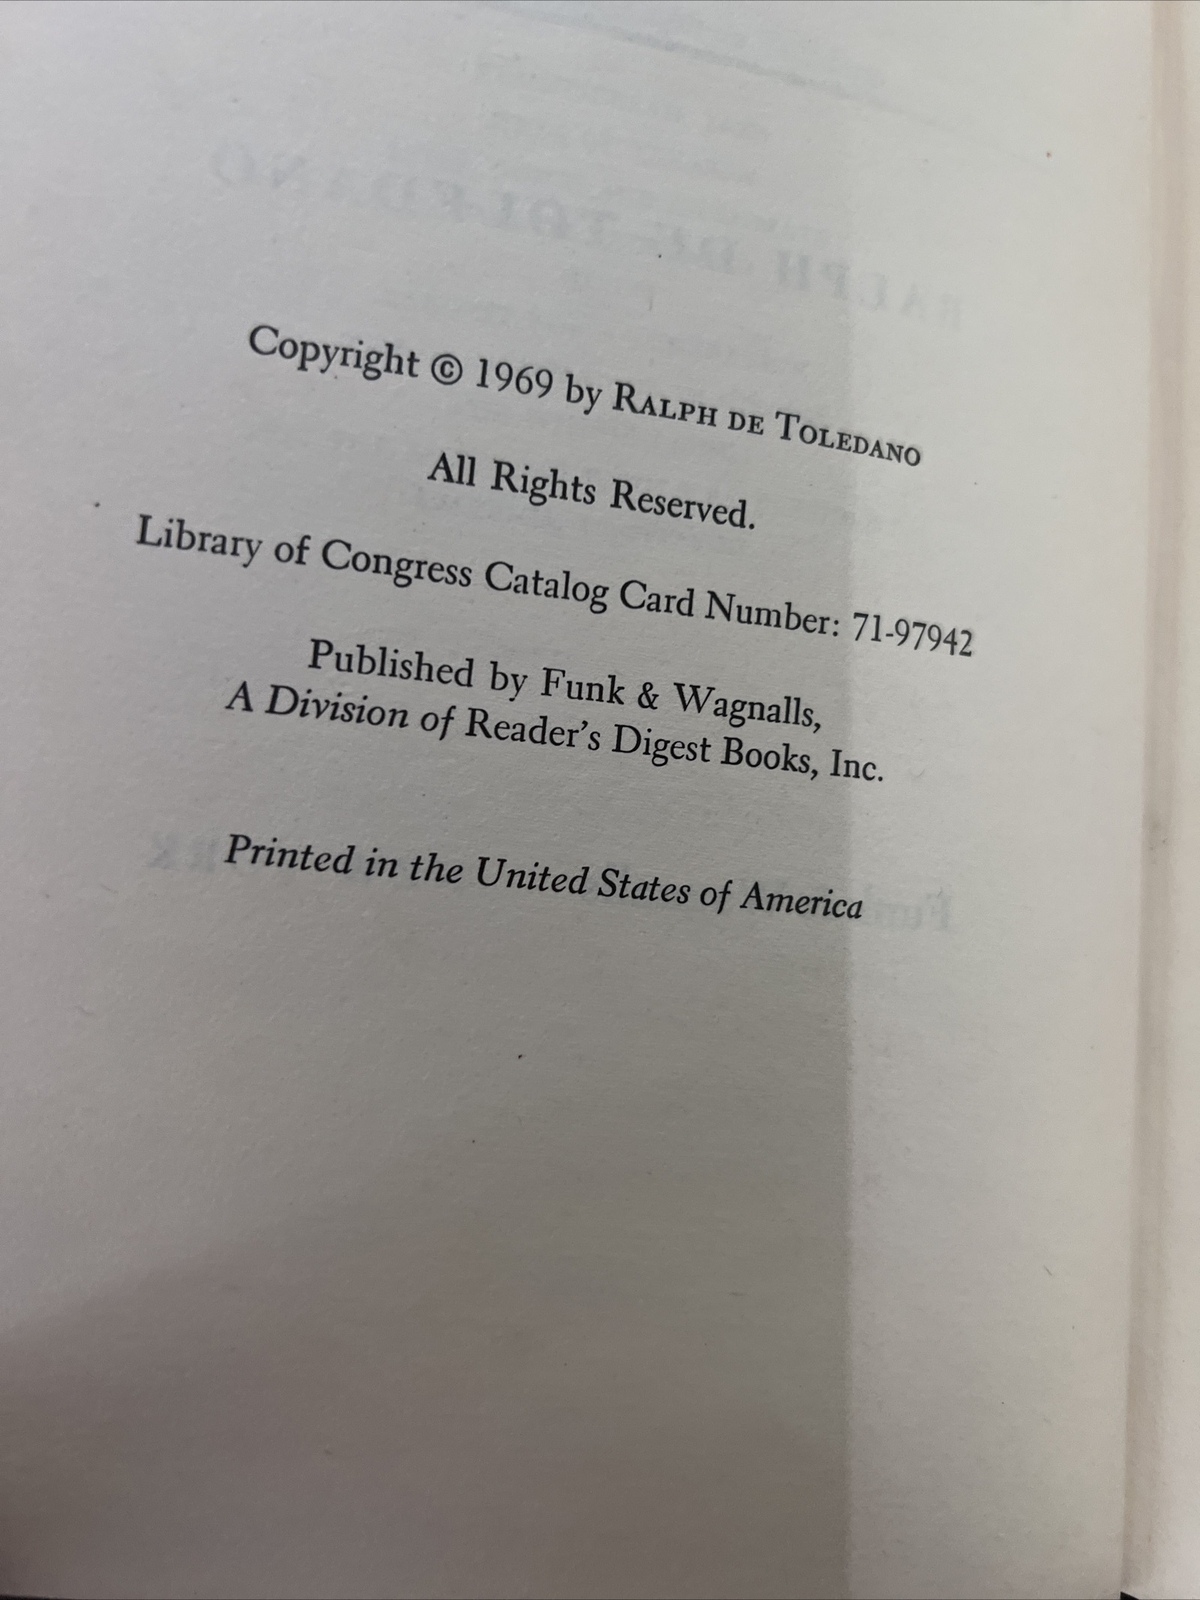 Copyright © 1969 by RALPH DE TOLEDANO
All Rights Reserved.
Library of Congress Catalog Card Number: 71-97942
Published by Funk & Wagnalls,
A Division of Reader's Digest Books, Inc.
Printed in the United States of America